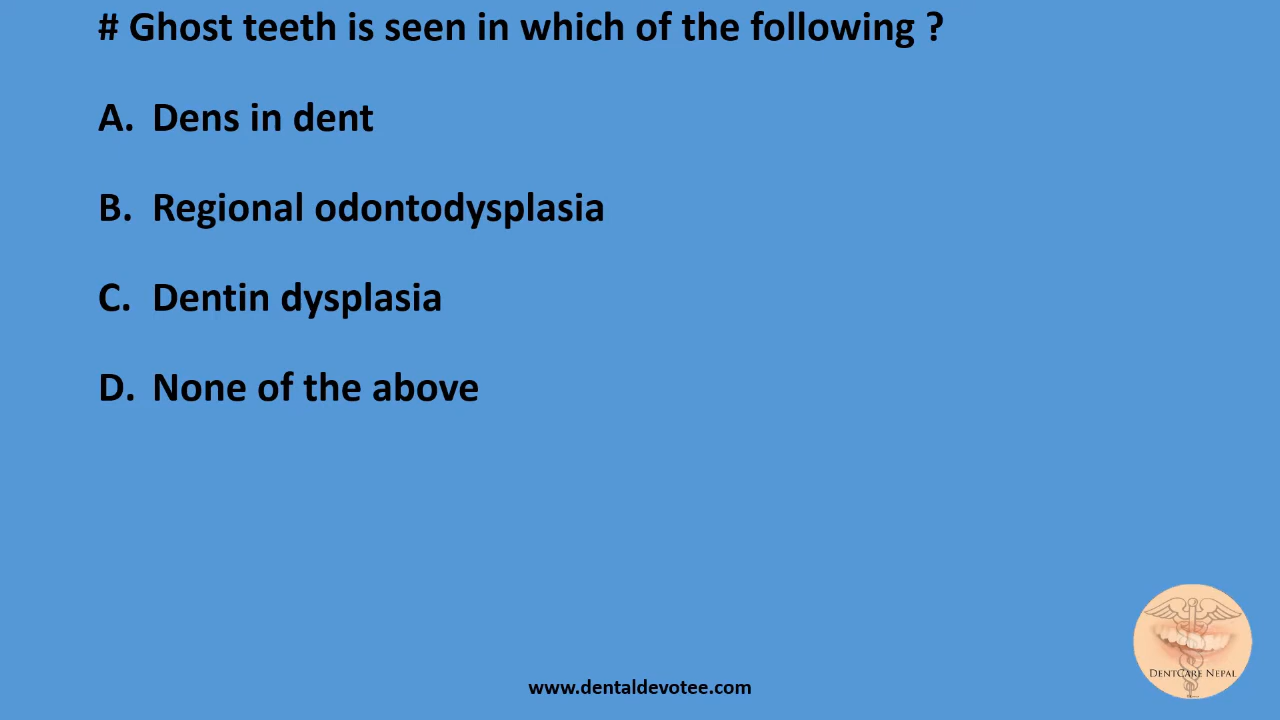 # Ghost teeth is seen in which of the following ?
A. Dens in dent
B. Regional odontodysplasia
C. Dentin dysplasia
D. None of the above
DentCare Nepal
www.dentaldevotee.com